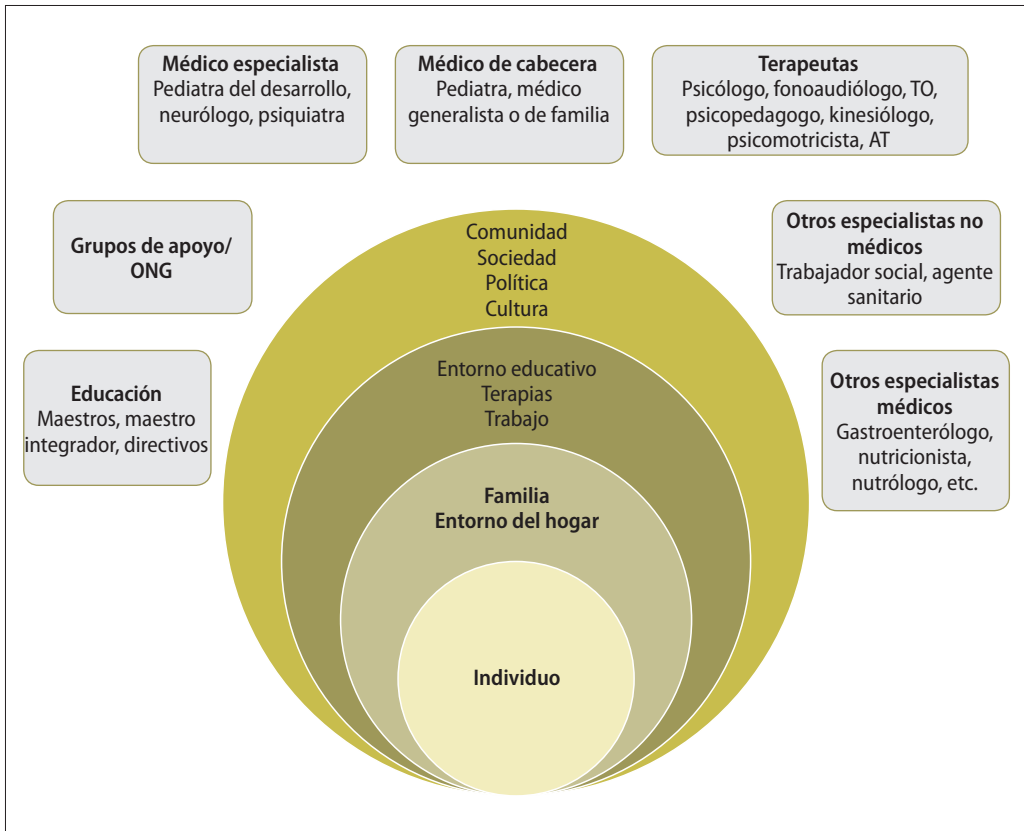 Médico especialista
Pediatra del desarrollo,
neurólogo, psiquiatra
Médico de cabecera
Pediatra, médico
generalista o de familia
Terapeutas
Psicólogo, fonoaudiólogo, TO,
psicopedagogo, kinesiólogo,
psicomotricista, AT
Grupos de apoyo/
ONG
Otros especialistas no
médicos
Trabajador social, agente
sanitario
Educación
Maestros, maestro
integrador, directivos
Otros especialistas
médicos
Gastroenterólogo,
nutricionista,
nutrólogo, etc.
Comunidad
Sociedad
Política
Cultura
Entorno educativo
Terapias
Trabajo
Familia
Entorno del hogar
Individuo